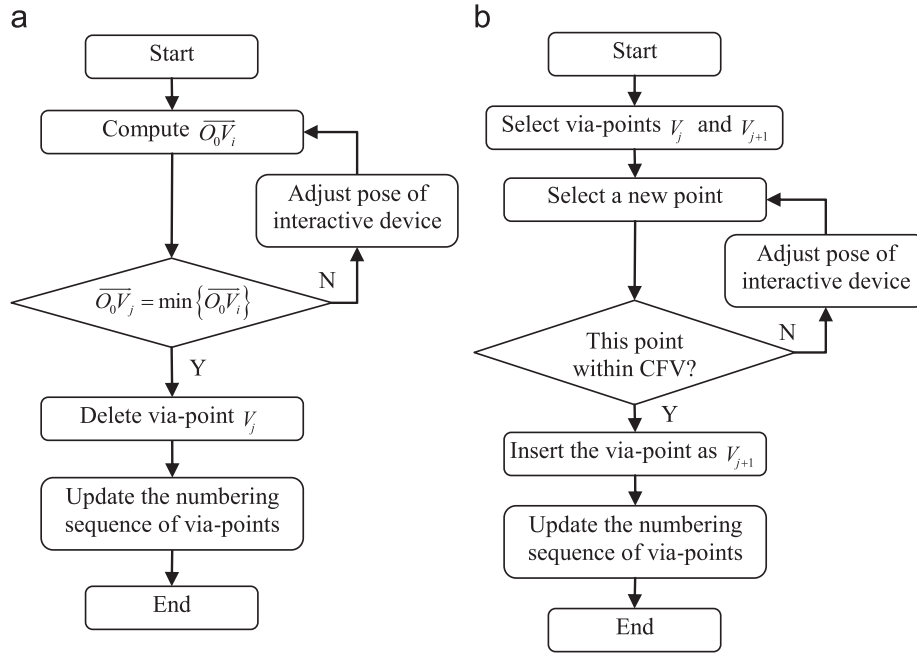 a
Start
Compute $\overrightarrow{O_0V_i}$
Adjust pose of
interactive device
N
$\overrightarrow{O_0V_j} = \min\left\{\overrightarrow{O_0V_i}\right\}$
Y
Delete via-point $V_j$
Update the numbering
sequence of via-points
End
b
Start
Select via-points $V_j$ and $V_{j+1}$
Select a new point
Adjust pose of
interactive device
N
This point
within CFV?
Y
Insert the via-point as $V_{j+1}$
Update the numbering
sequence of via-points
End